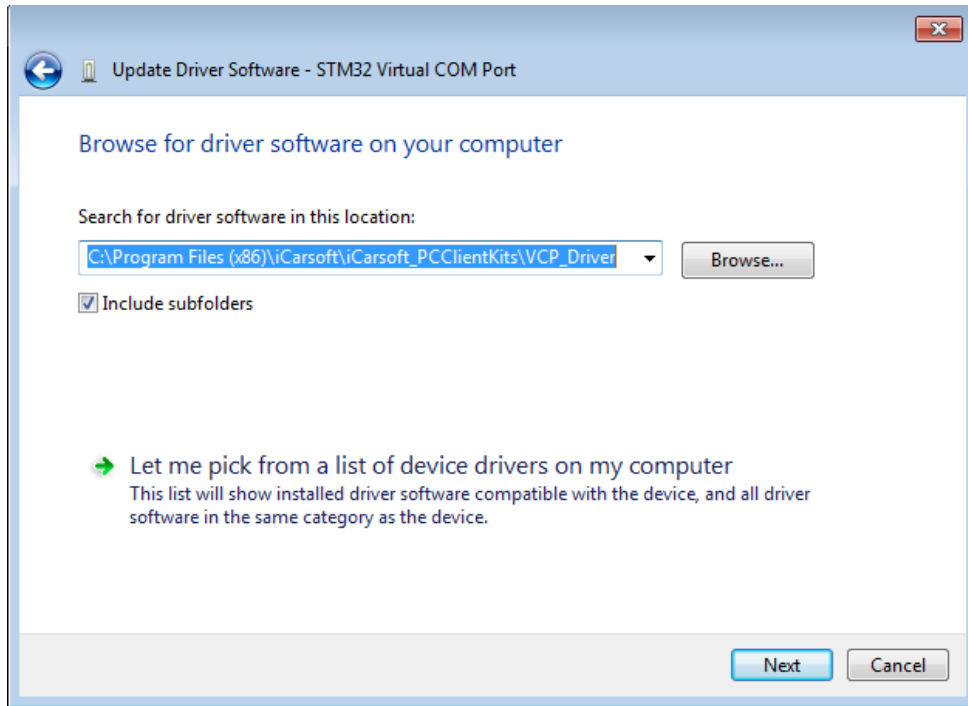 Update Driver Software - STM32 Virtual COM Port
Browse for driver software on your computer
Search for driver software in this location:
C:\Program Files (x86)\iCarsoft\iCarsoft_PCClientKits\VCP_Driver
Browse...
Include subfolders
Let me pick from a list of device drivers on my computer
This list will show installed driver software compatible with the device, and all driver
software in the same category as the device.
Next
Cancel